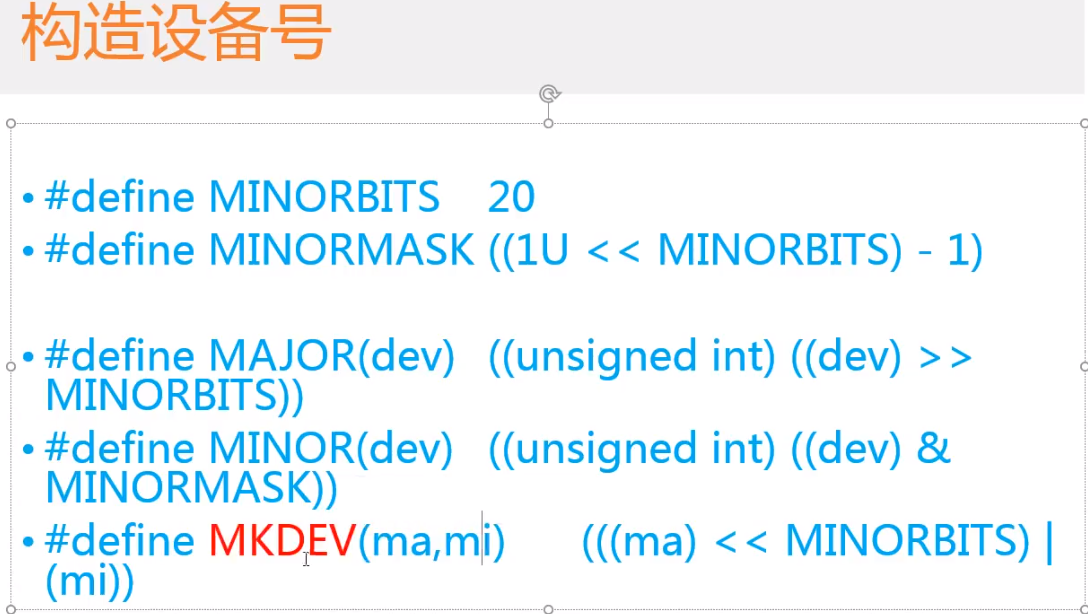 构造设备号
• #define MINORBITS 20
• #define MINORMASK ((1U << MINORBITS) - 1)
• #define MAJOR(dev) ((unsigned int) ((dev) >>
MINORBITS))
• #define MINOR(dev) ((unsigned int) ((dev) &
MINORMASK))
• #define MKDEV(ma,mi) (((ma) << MINORBITS) |
(mi))